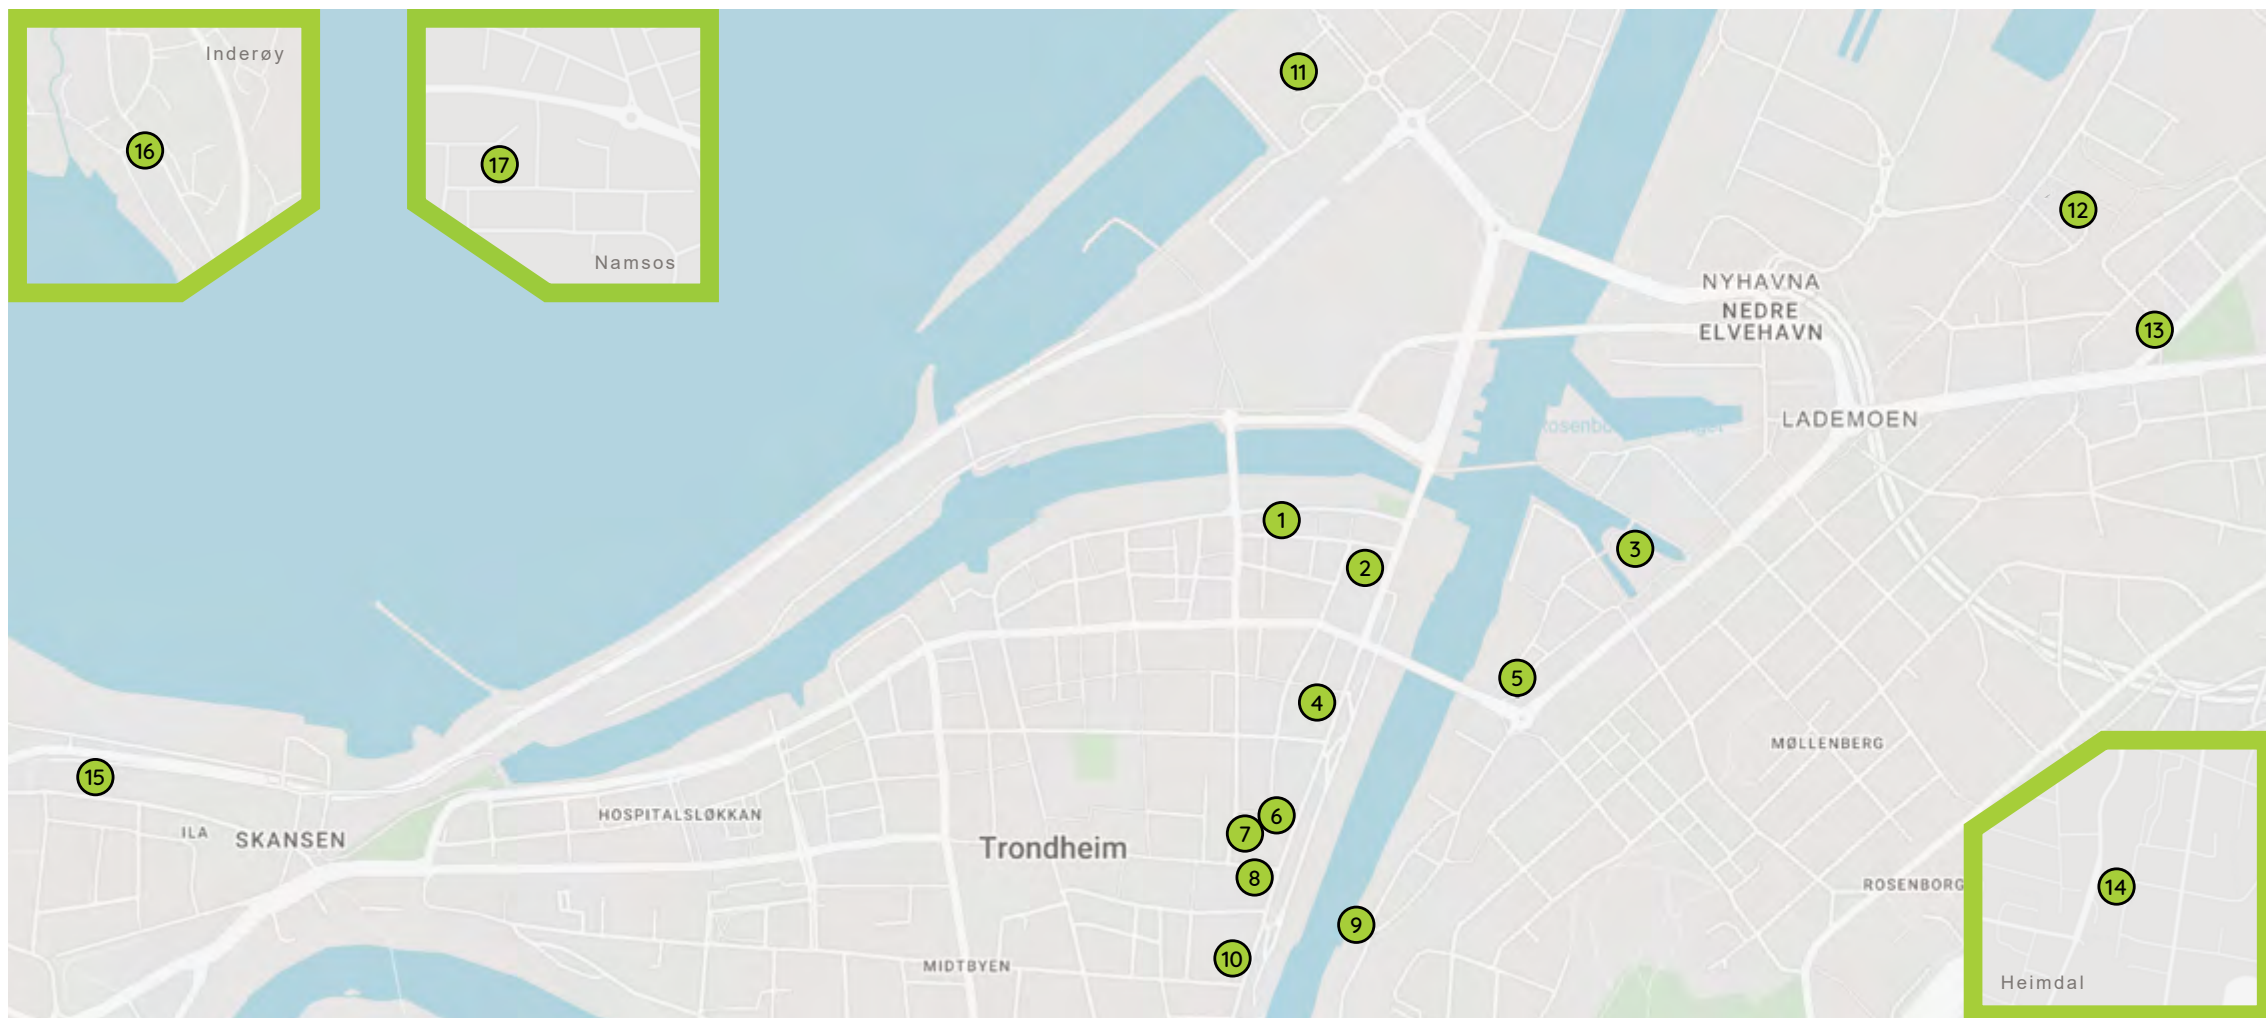 Inderøy
16
17
Namsos
11
12
NYHAVNA
NEDRE
ELVEHAVN
13
LADEMOEN
1
2
3
4
5
MØLLENBERG
15
ILA
SKANSEN
HOSPITALSLØKKAN
Trondheim
6
7
8
ROSENBORG
14
9
10
MIDTBYEN
Heimdal